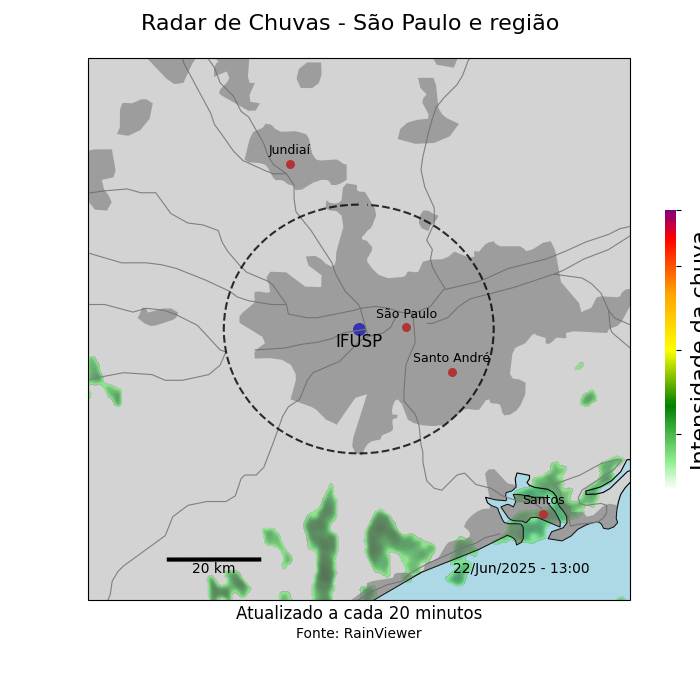 Radar de Chuvas - São Paulo e região
Jundiaí
São Paulo
IFUSP
Santo André
Santos
20 km
22/Jun/2025 - 13:00
Intensidade da chuva
Atualizado a cada 20 minutos
Fonte: RainViewer